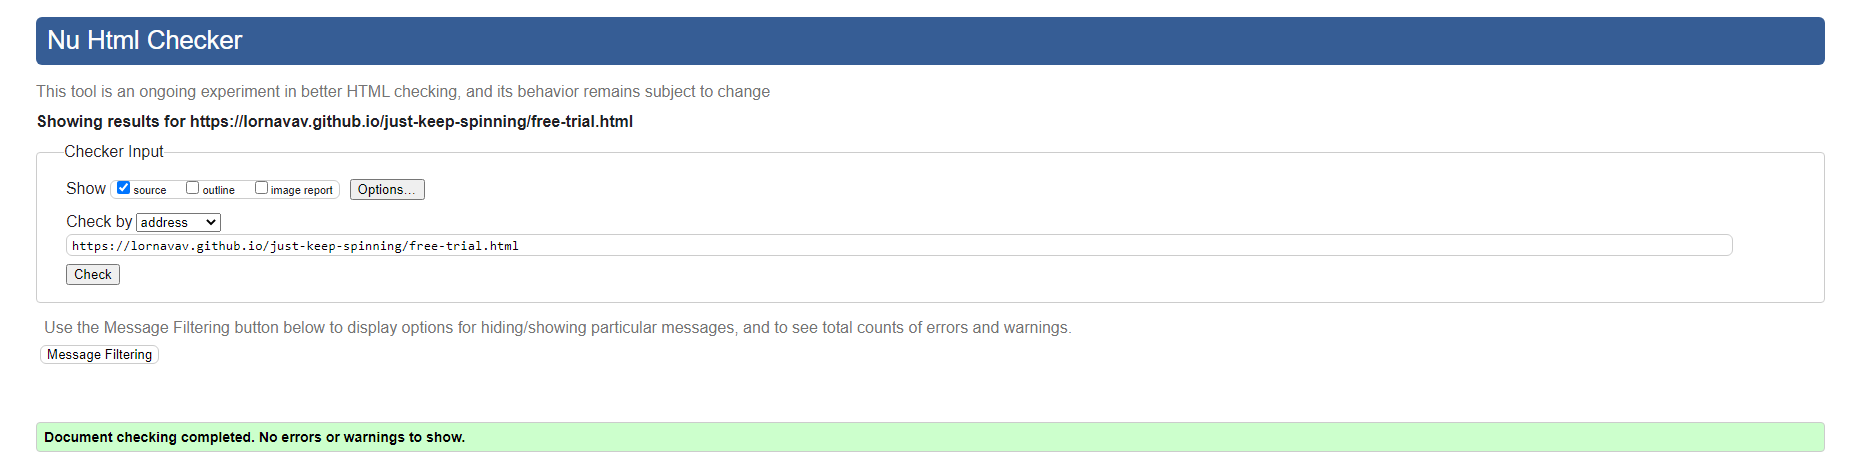 Nu Html Checker
This tool is an ongoing experiment in better HTML checking, and its behavior remains subject to change
Showing results for https://lornavav.github.io/just-keep-spinning/free-trial.html
Checker Input
Show source outline image report Options...
Check by address
https://lornavav.github.io/just-keep-spinning/free-trial.html
Check
Use the Message Filtering button below to display options for hiding/showing particular messages, and to see total counts of errors and warnings.
Message Filtering
Document checking completed. No errors or warnings to show.